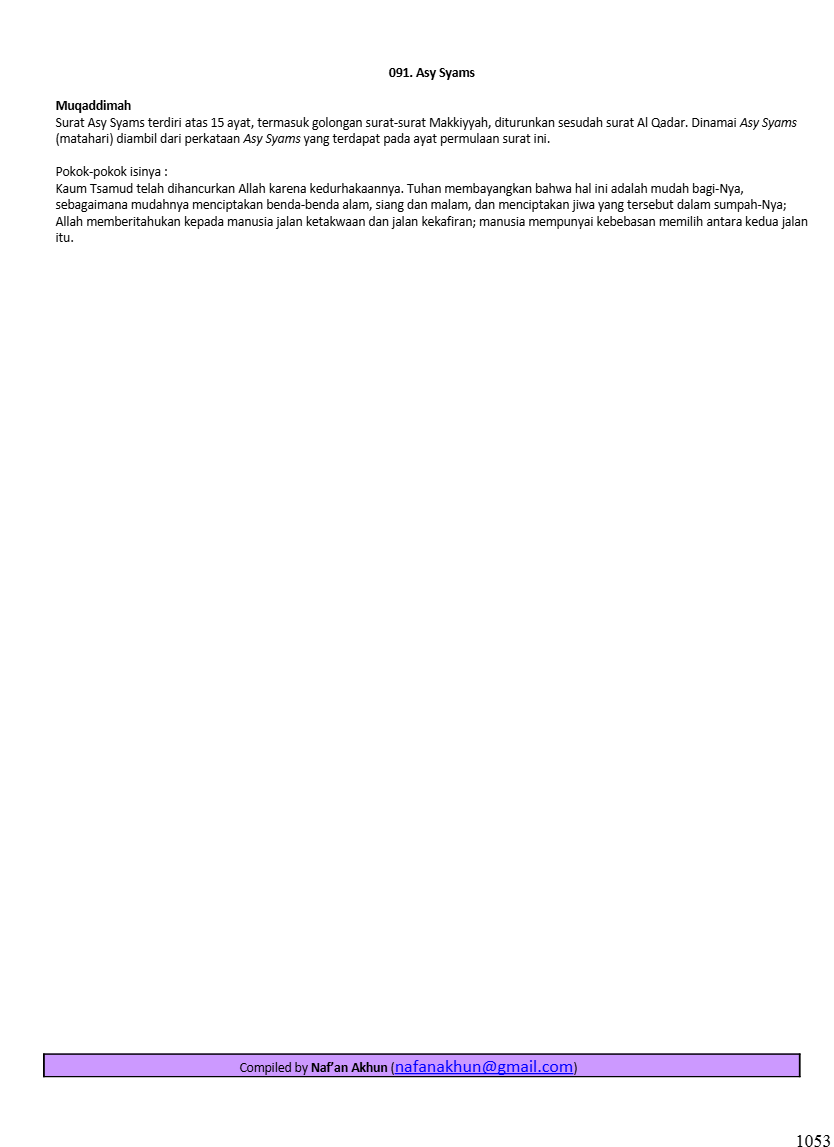 091. Asy Syams
Muqaddimah
Surat Asy Syams terdiri atas 15 ayat, termasuk golongan surat-surat Makkiyyah, diturunkan sesudah surat Al Qadar. Dinamai Asy Syams
(matahari) diambil dari perkataan Asy Syams yang terdapat pada ayat permulaan surat ini.
Pokok-pokok isinya :
Kaum Tsamud telah dihancurkan Allah karena kedurhakaannya. Tuhan membayangkan bahwa hal ini adalah mudah bagi-Nya,
sebagaimana mudahnya menciptakan benda-benda alam, siang dan malam, dan menciptakan jiwa yang tersebut dalam sumpah-Nya;
Allah memberitahukan kepada manusia jalan ketakwaan dan jalan kekafiran; manusia mempunyai kebebasan memilih antara kedua jalan
itu.
Compiled by Naf’an Akhun (nafanakhun@gmail.com)
1053